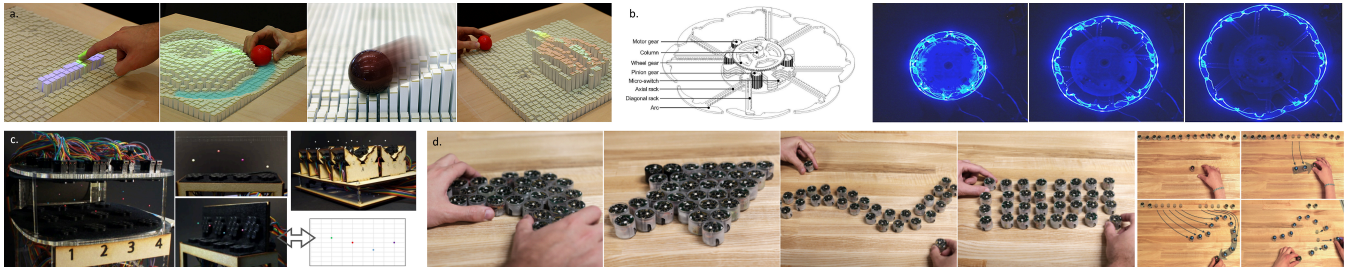 a.
b.
Motor gear
Column
Wheel gear
Pinion gear
Micro-switch
Axial rack
Diagonal rack
Arc
c.
1 2 3 4
d.